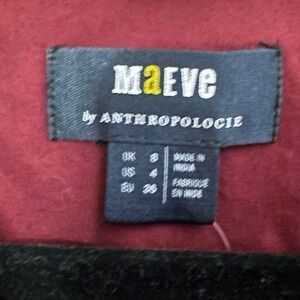 MaEVe
by ANTHROPOLOGIE
UK 8
US 4
EU 36
MADE IN
INDIA
FABRIQUE
EN INDE